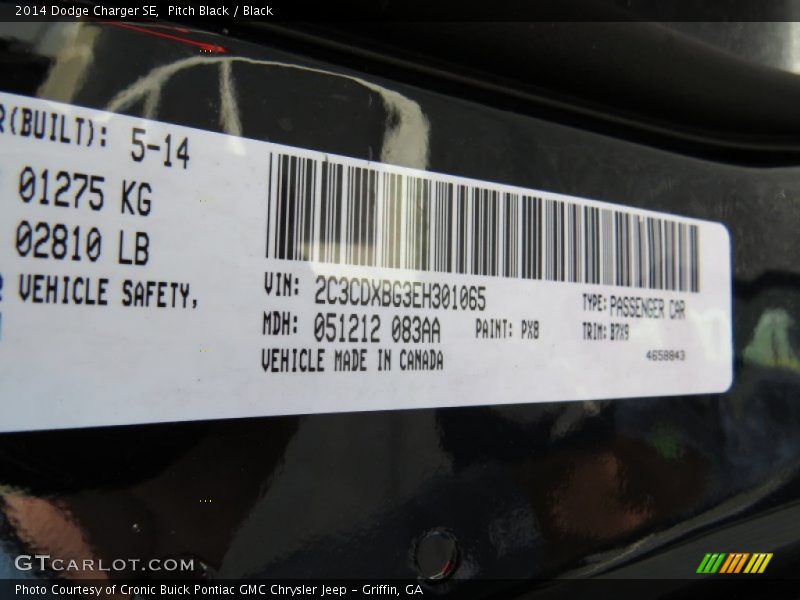 2014 Dodge Charger SE,  Pitch Black / Black
R(BUILT): 5-14
01275 KG
02810 LB
VEHICLE SAFETY,
VIN: 2C3CDXBG3EH301065
TYPE: PASSENGER CAR
MDH: 051212 083AA
PAINT: PX8
TRIM: B7X9
VEHICLE MADE IN CANADA
4658843
GTCARLOT.COM
Photo Courtesy of Cronic Buick Pontiac GMC Chrysler Jeep - Griffin, GA